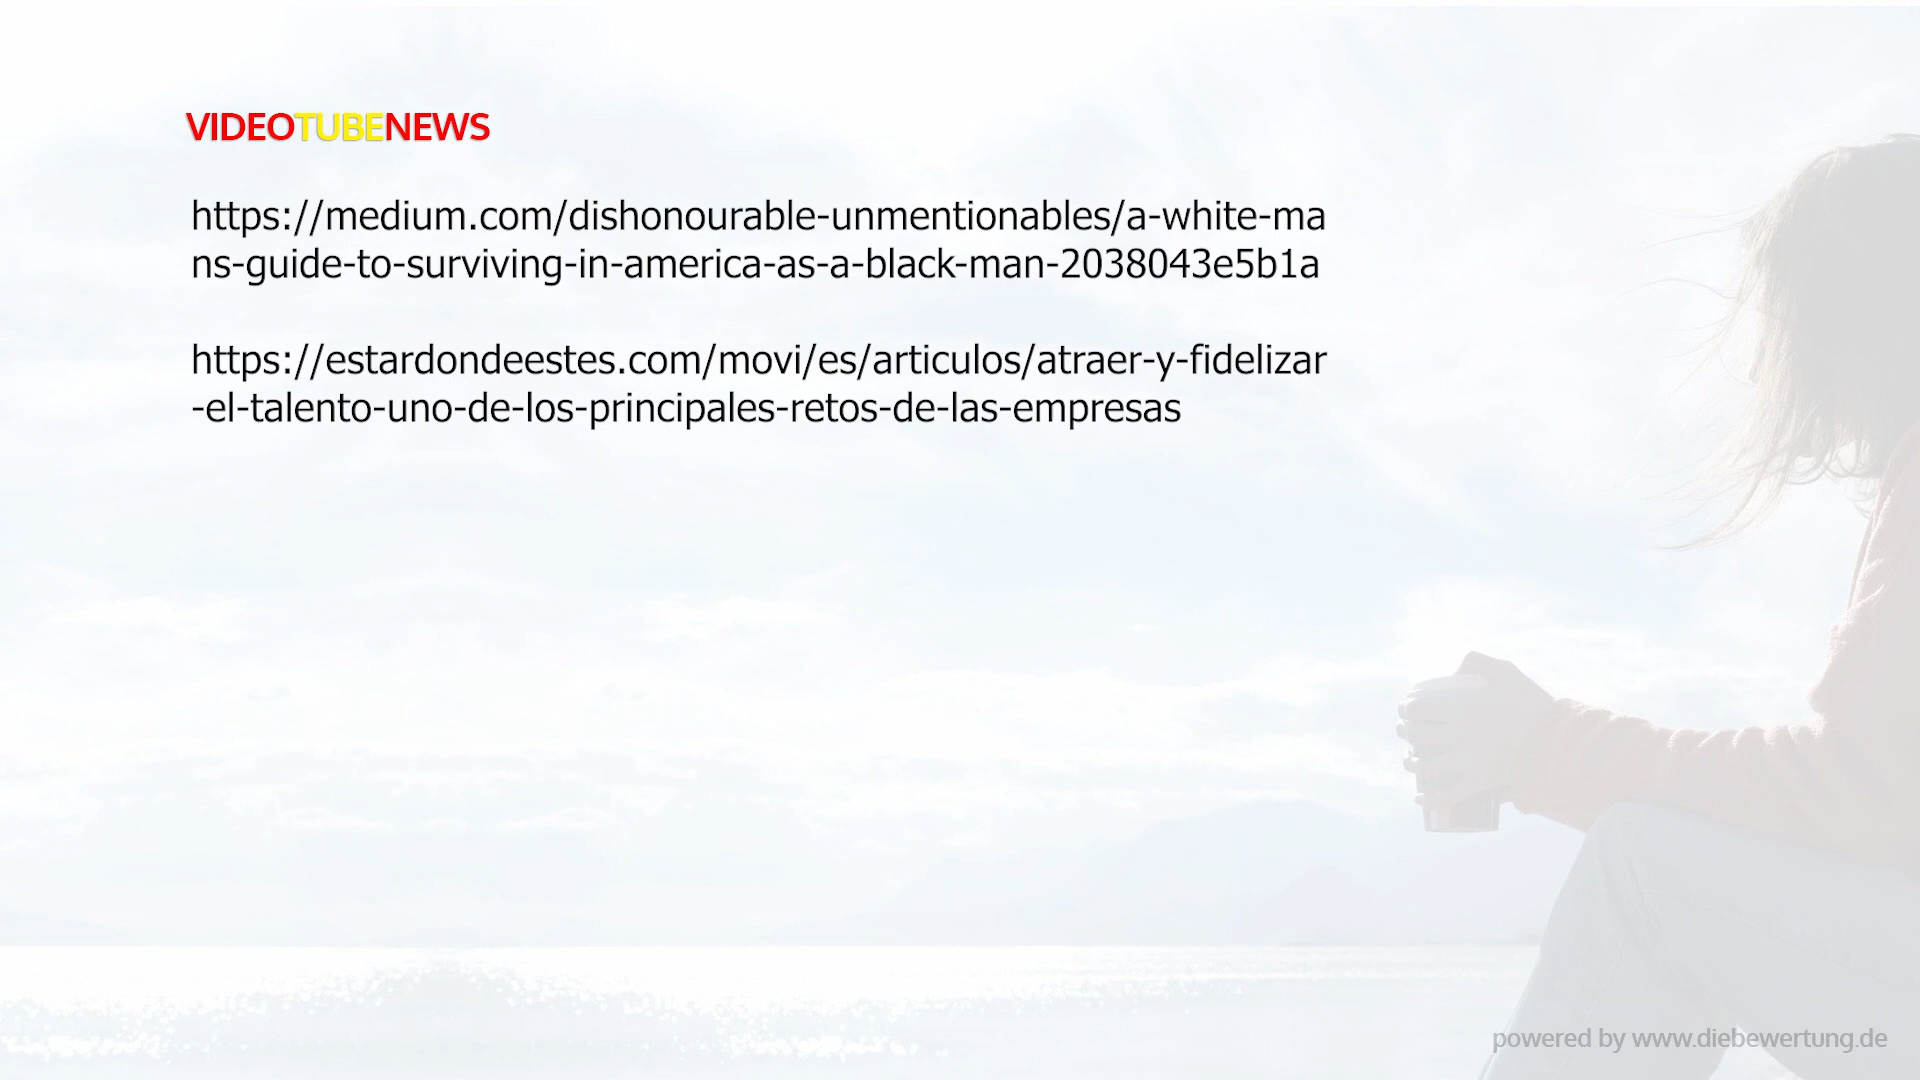 VIDEOTUBENEWS
https://medium.com/dishonourable-unmentionables/a-white-ma
ns-guide-to-surviving-in-america-as-a-black-man-2038043e5b1a
https://estardondeestes.com/movi/es/articulos/atraer-y-fidelizar
-el-talento-uno-de-los-principales-retos-de-las-empresas
powered by www.diebewertung.de